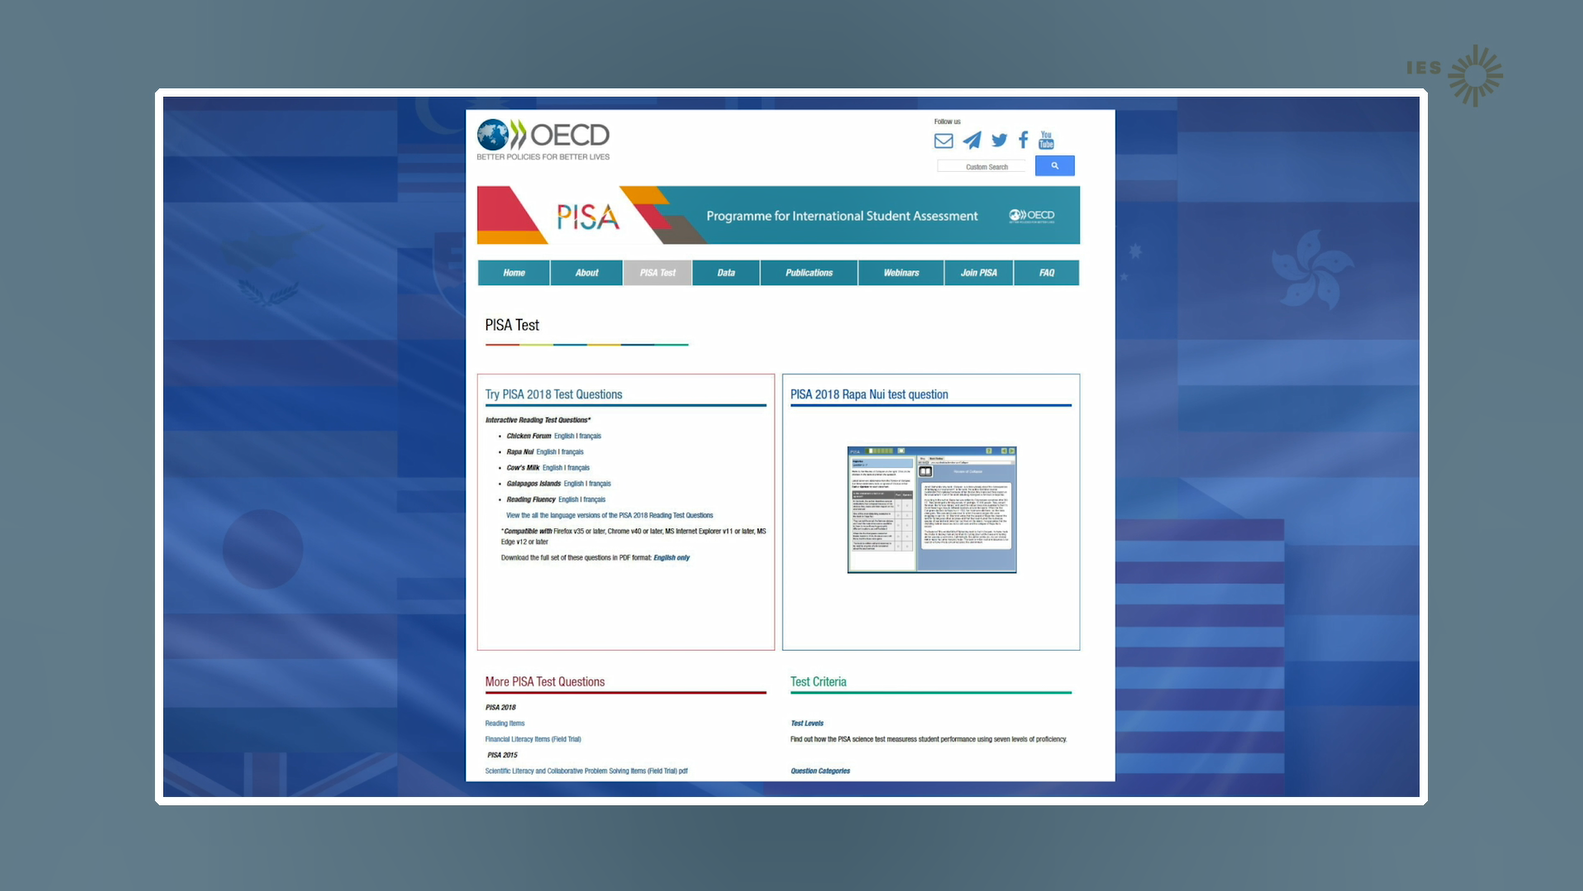 IES
OECD
BETTER POLICIES FOR BETTER LIVES
Follow us
You
Tube
Custom Search
PISA
Programme for International Student Assessment
OECD
Home
About
PISA Test
Data
Publications
Webinars
Join PISA
FAQ
PISA Test
Try PISA 2018 Test Questions
Interactive Reading Test Questions*
• Chicken Forum English I français
• Rapa Nui English I français
• Cow's Milk English I français
• Galapagos Islands English I français
• Reading Fluency English I français
View the all the language versions of the PISA 2018 Reading Test Questions
*Compatible with Firefox v35 or later, Chrome v40 or later, MS Internet Explorer v11 or later, MS
Edge v12 or later
Download the full set of these questions in PDF format: English only
PISA 2018 Rapa Nui test question
More PISA Test Questions
PISA 2018
Reading Items
Financial Literacy Items (Field Trial)
PISA 2015
Scientific Literacy and Collaborative Problem Solving Items (Field Trial) pdf
Test Criteria
Test Levels
Find out how the PISA science test measuress student performance using seven levels of proficiency.
Question Categories